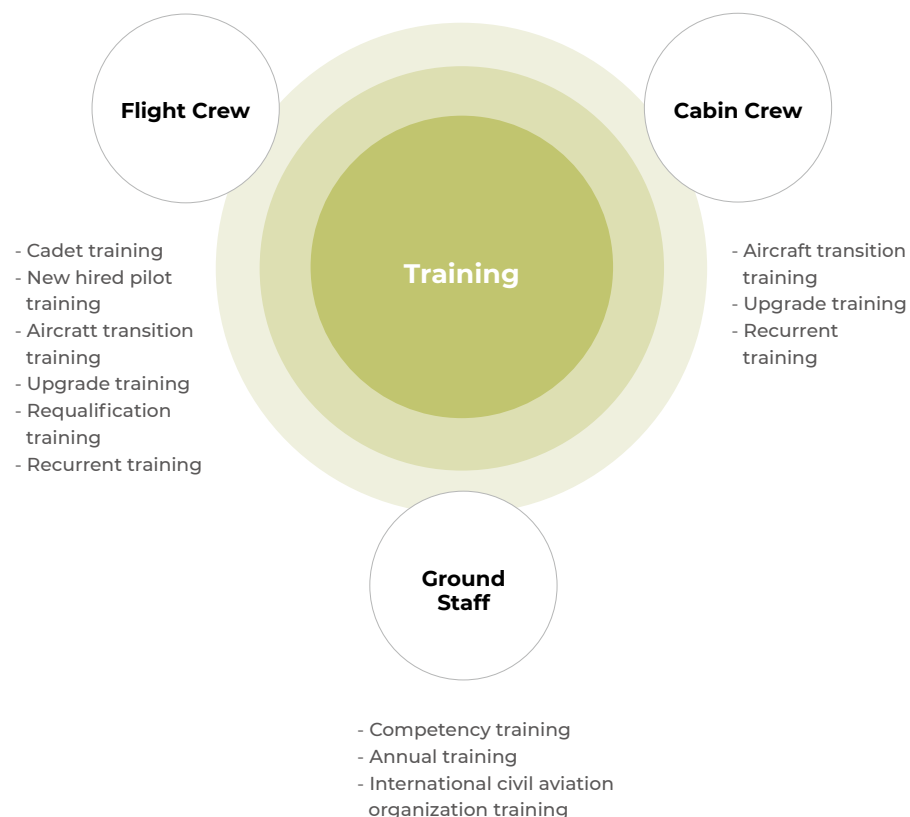 Flight Crew
Cabin Crew
Training
- Cadet training
- New hired pilot
training
- Aircratt transition
training
- Upgrade training
- Requalification
training
- Recurrent training
- Aircraft transition
training
- Upgrade training
- Recurrent
training
Ground
Staff
- Competency training
- Annual training
- International civil aviation
organization training